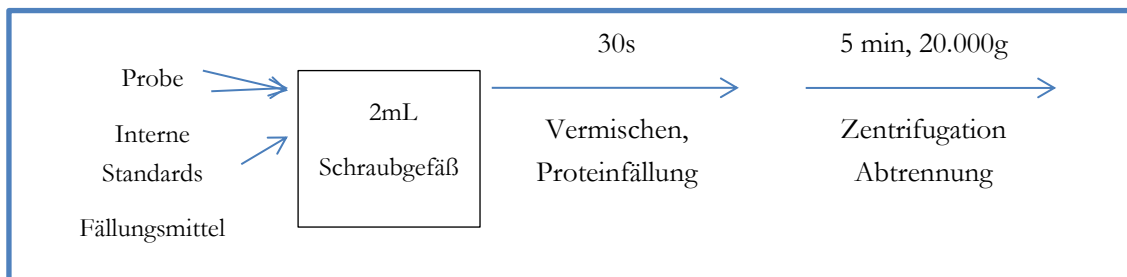 Probe
Interne
Standards
Fällungsmittel
2mL
Schraubgefäß
30s
Vermischen,
Proteinfällung
5 min, 20.000g
Zentrifugation
Abtrennung